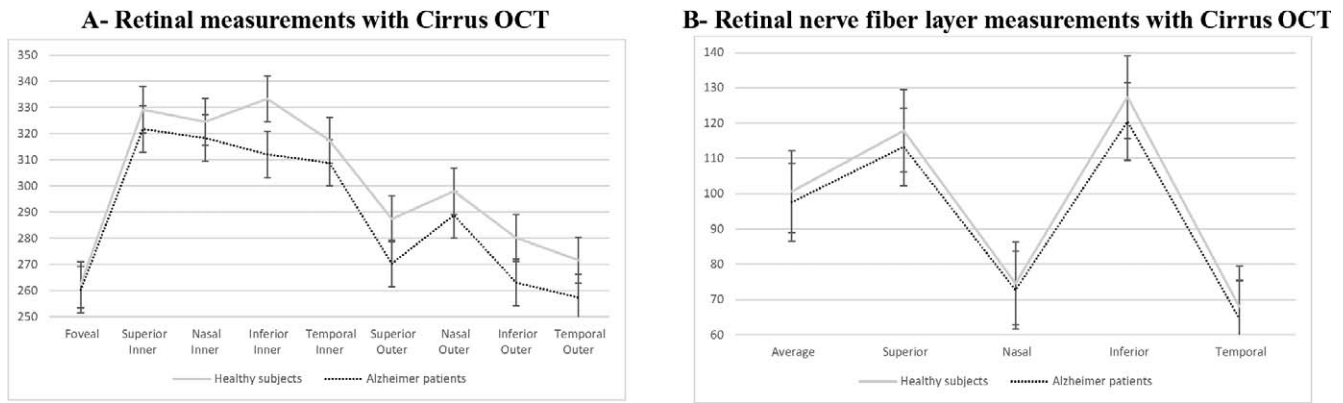 A- Retinal measurements with Cirrus OCT
350
340
330
320
310
300
290
280
270
260
250
Foveal
Superior Inner
Nasal Inner
Inferior Inner
Temporal Inner
Superior Outer
Nasal Outer
Inferior Outer
Temporal Outer
Healthy subjects
Alzheimer patients
B- Retinal nerve fiber layer measurements with Cirrus OCT
140
130
120
110
100
90
80
70
60
Average
Superior
Nasal
Inferior
Temporal
Healthy subjects
Alzheimer patients